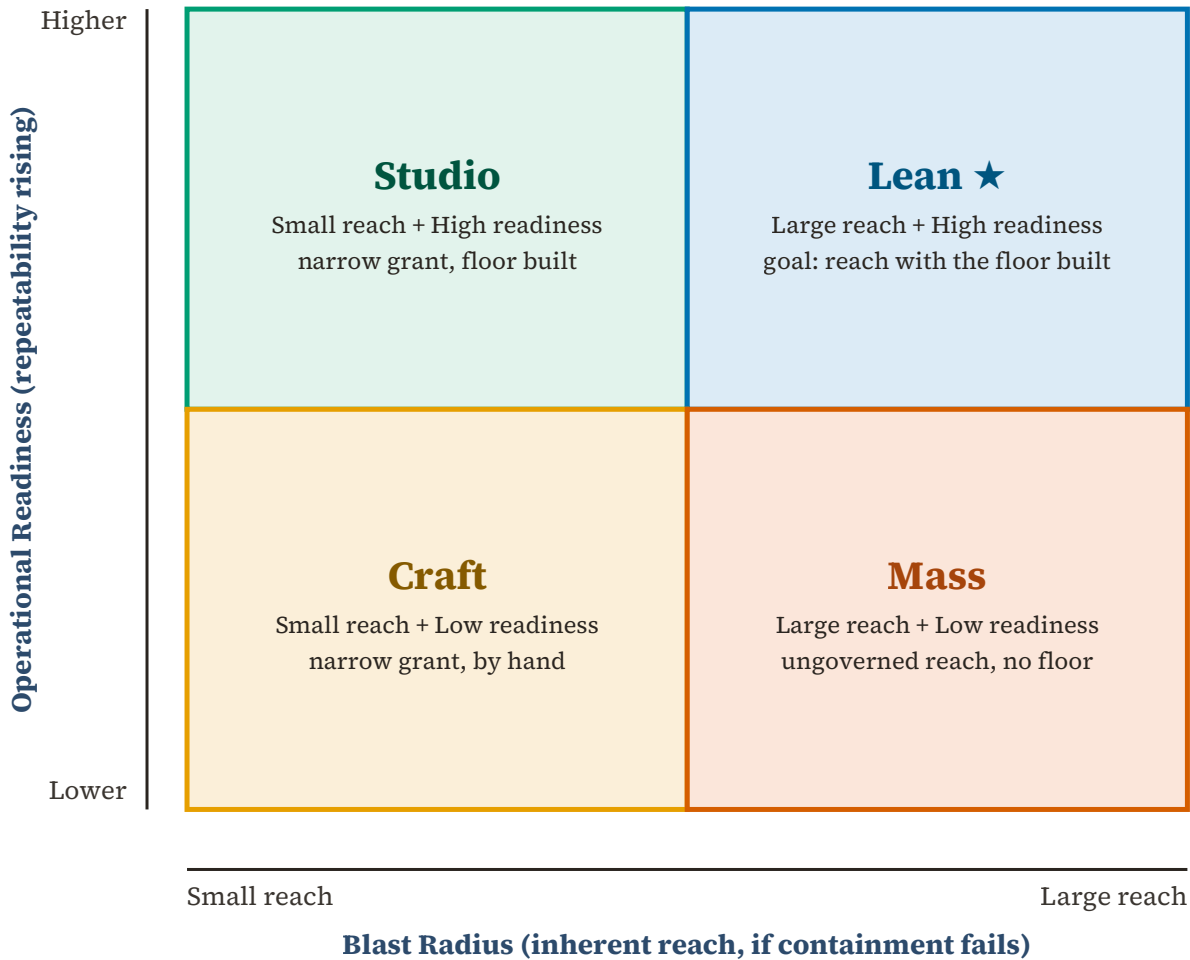 Higher
Operational Readiness (repeatability rising)
Lower
Studio
Small reach + High readiness
narrow grant, floor built
Lean ★
Large reach + High readiness
goal: reach with the floor built
Craft
Small reach + Low readiness
narrow grant, by hand
Mass
Large reach + Low readiness
ungoverned reach, no floor
Small reach
Large reach
Blast Radius (inherent reach, if containment fails)